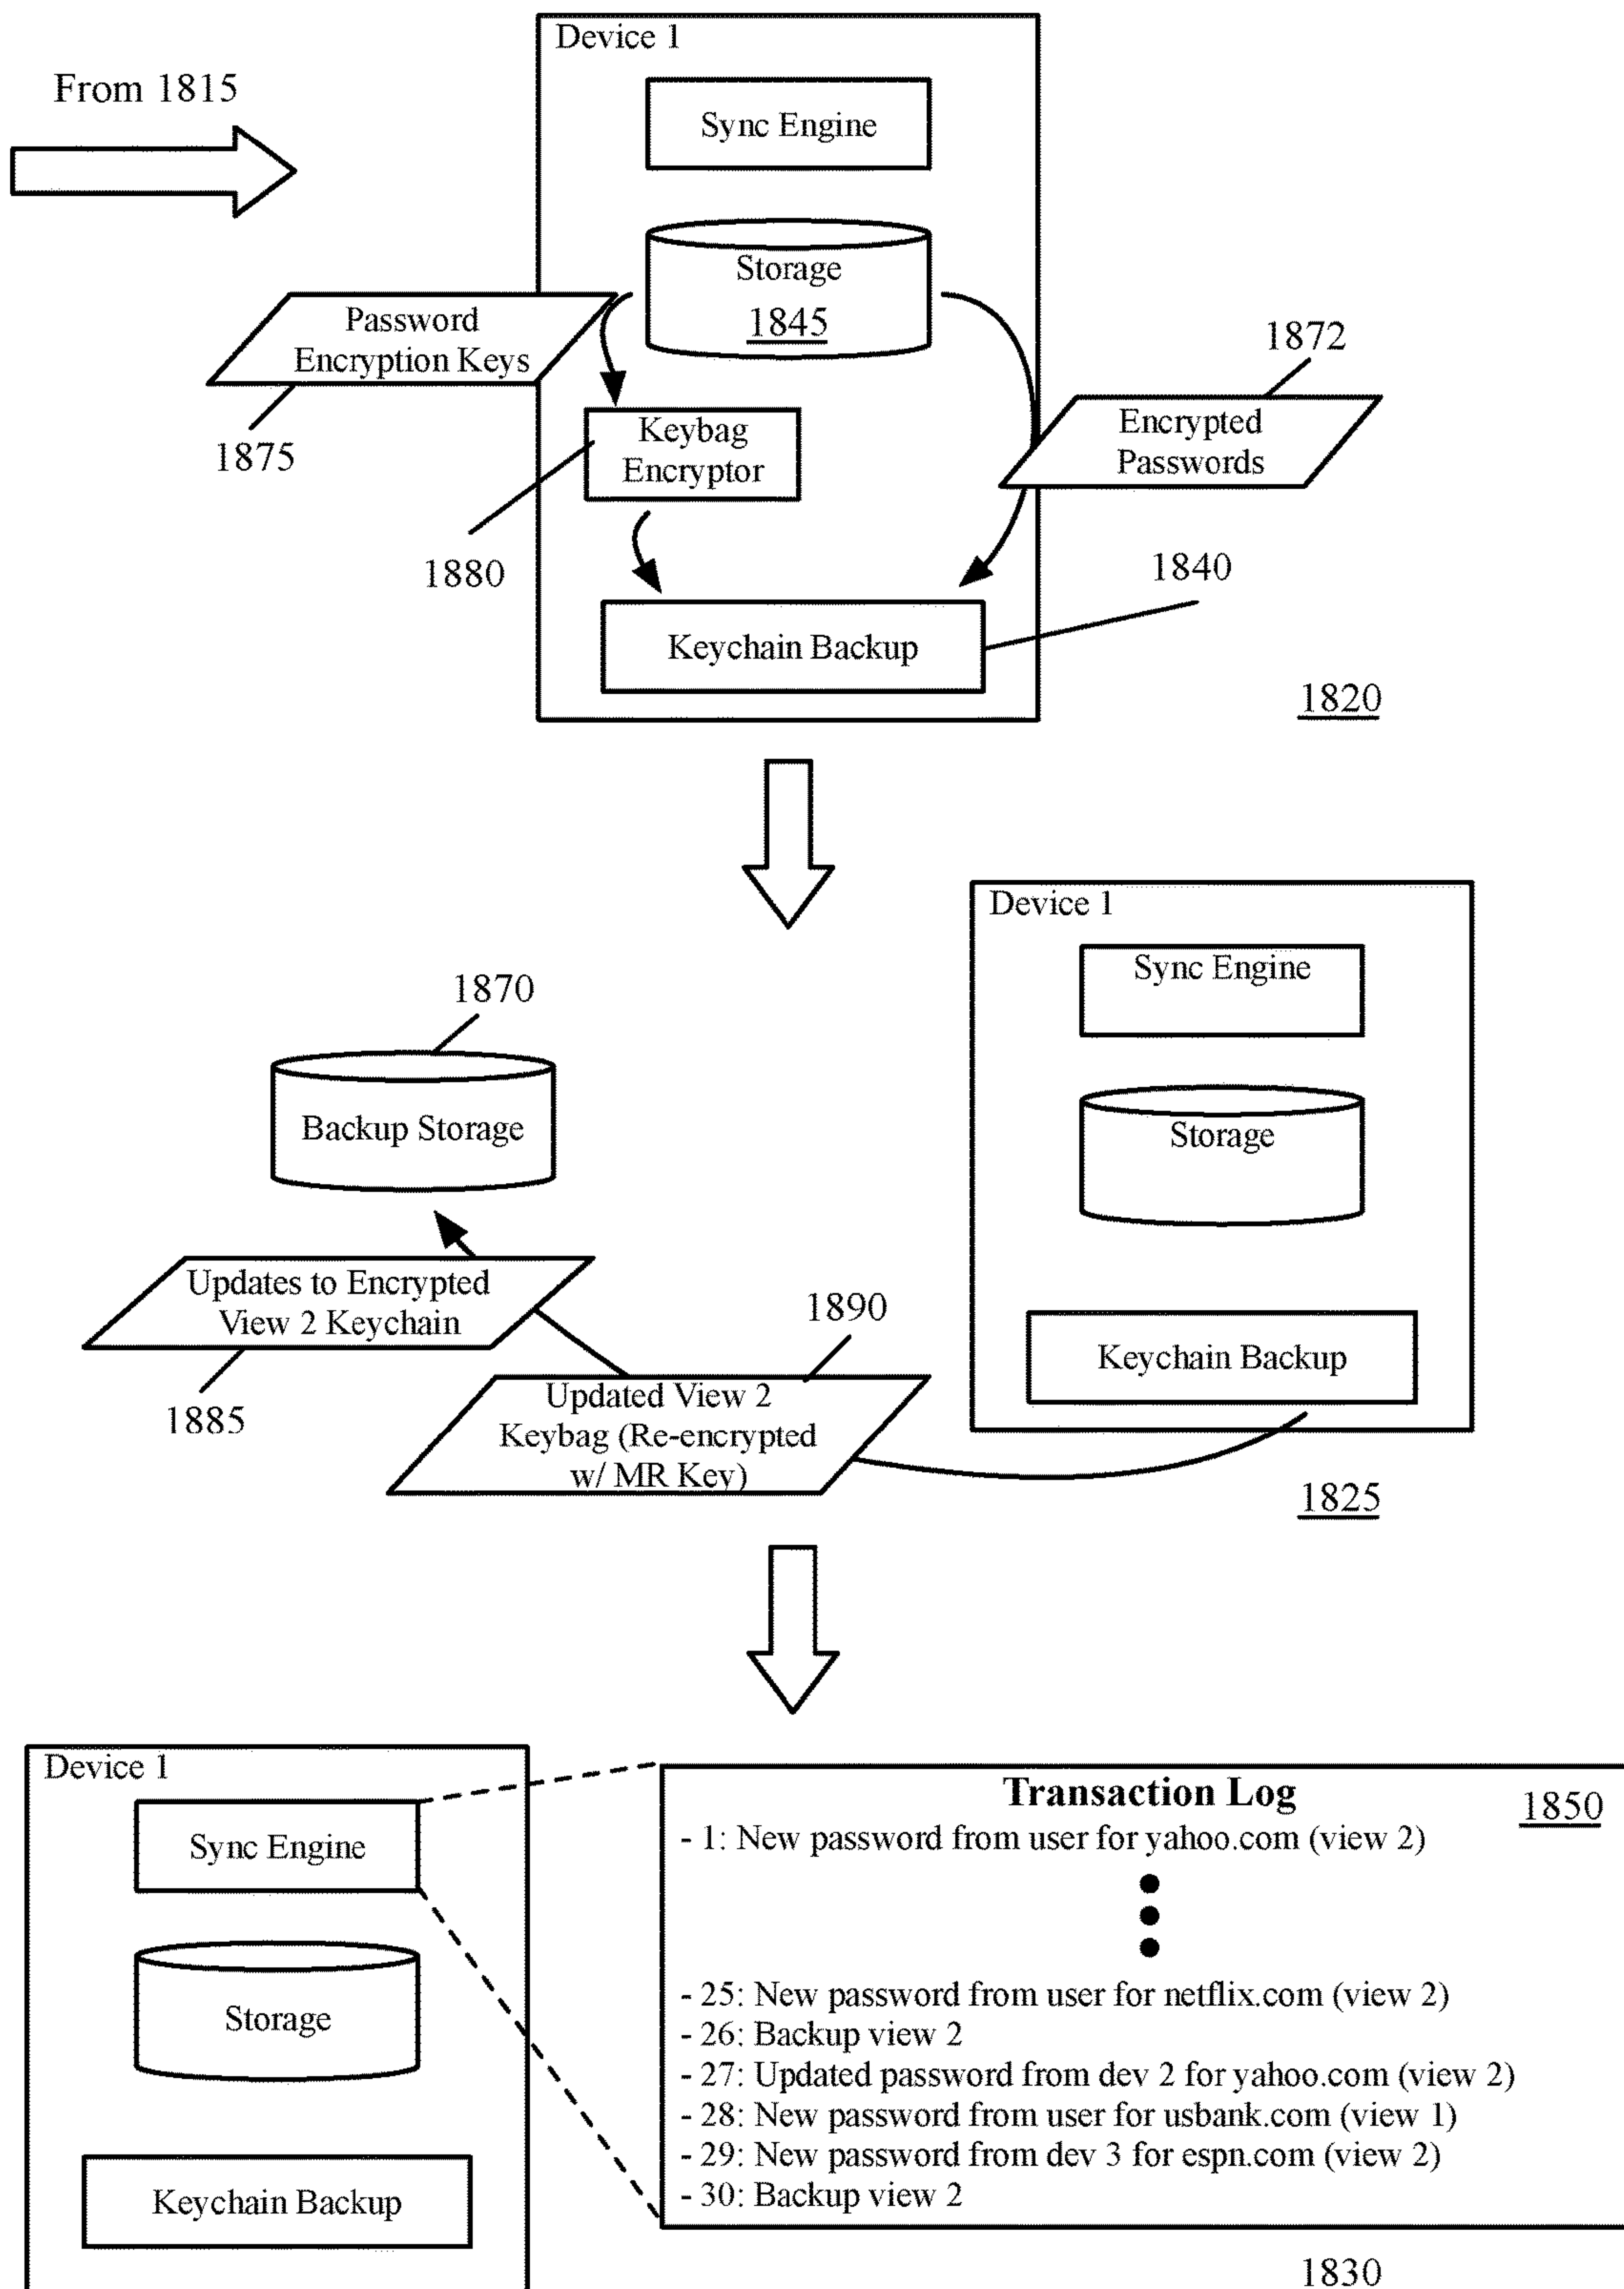 Device 1
From 1815
Sync Engine
Storage
1845
Password
Encryption Keys
1872
1875
Keybag
Encryptor
Encrypted
Passwords
1880
1840
Keychain Backup
1820
Device 1
Sync Engine
1870
Backup Storage
Storage
Updates to Encrypted
View 2 Keychain
1890
1885
Updated View 2
Keybag (Re-encrypted
w/ MR Key)
Keychain Backup
1825
Device 1
Sync Engine
Storage
Keychain Backup
Transaction Log
1850
- 1: New password from user for yahoo.com (view 2)
- 25: New password from user for netflix.com (view 2)
- 26: Backup view 2
- 27: Updated password from dev 2 for yahoo.com (view 2)
- 28: New password from user for usbank.com (view 1)
- 29: New password from dev 3 for espn.com (view 2)
- 30: Backup view 2
1830